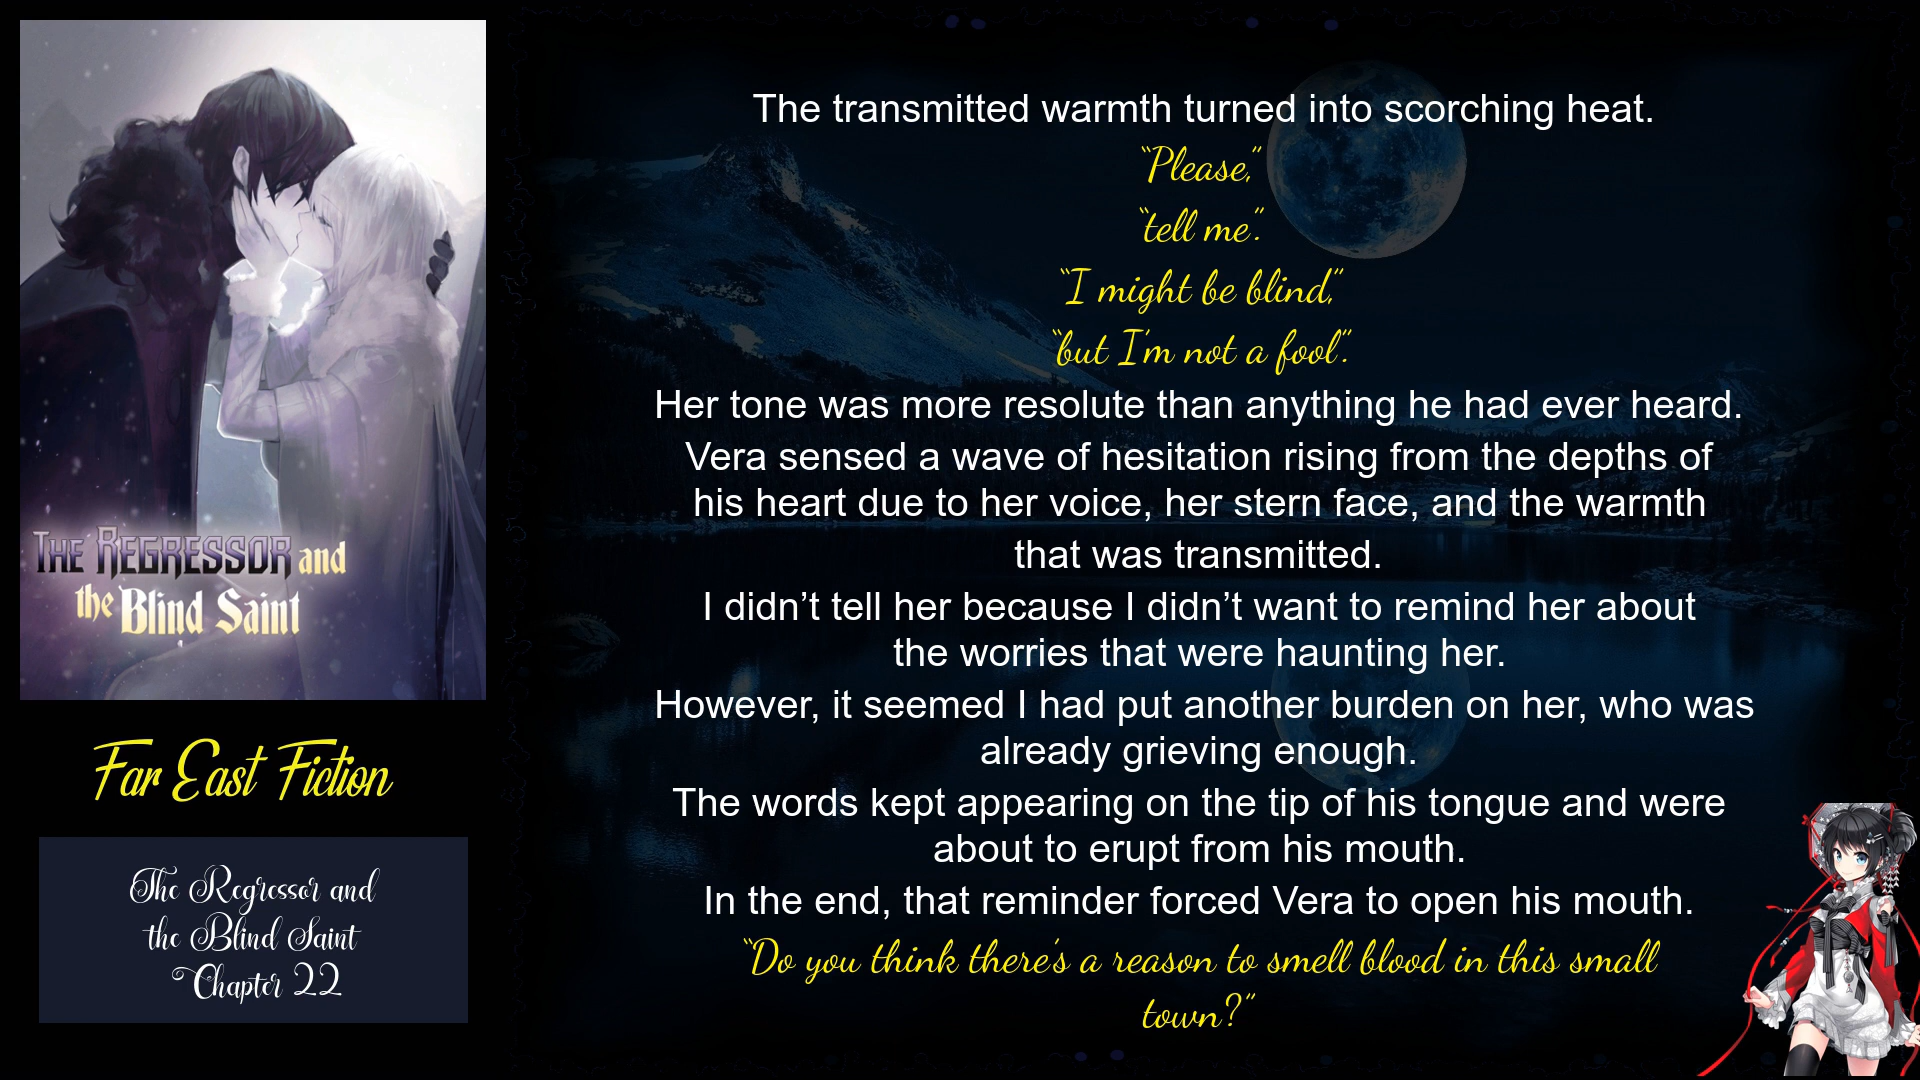 THE REGRESSOR and
the Blind Saint
Far East Fiction
The Regressor and
the Blind Saint
Chapter 22
The transmitted warmth turned into scorching heat.
“Please,”
“tell me”.
“I might be blind,”
“but I’m not a fool”.
Her tone was more resolute than anything he had ever heard.
Vera sensed a wave of hesitation rising from the depths of
his heart due to her voice, her stern face, and the warmth
that was transmitted.
I didn’t tell her because I didn’t want to remind her about
the worries that were haunting her.
However, it seemed I had put another burden on her, who was
already grieving enough.
The words kept appearing on the tip of his tongue and were
about to erupt from his mouth.
In the end, that reminder forced Vera to open his mouth.
“Do you think there’s a reason to smell blood in this small
town?”